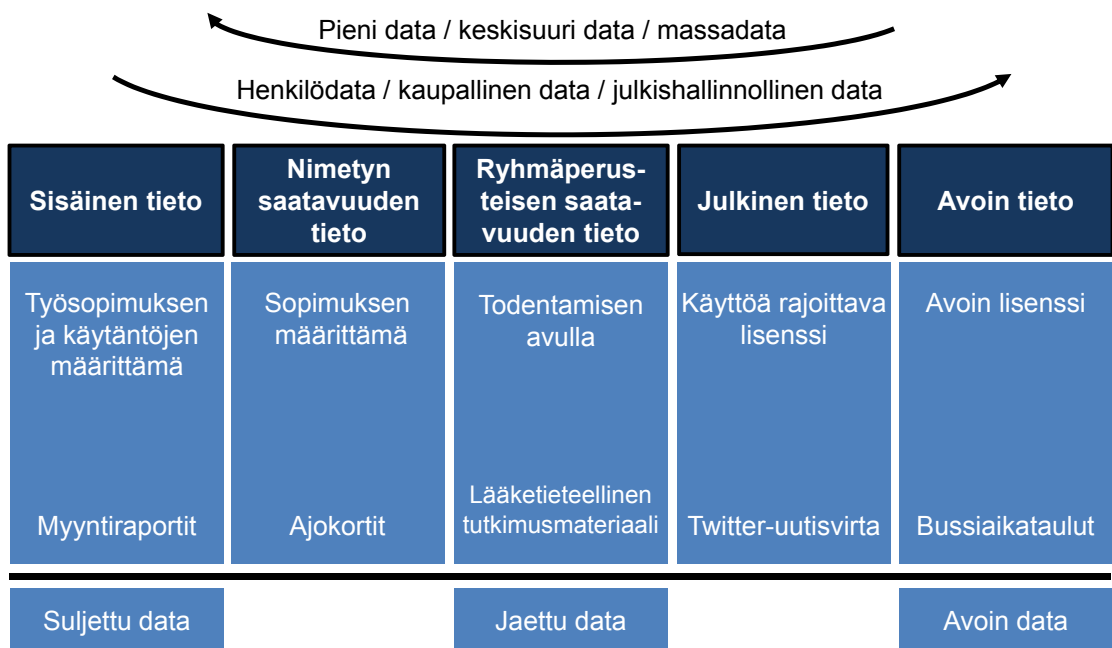 Pieni data / keskisuuri data / massadata
Henkilödata / kaupallinen data / julkishallinnollinen data
Sisäinen tieto
Nimetyn
saatavuuden
tieto
Ryhmäperus-
teisen saata-
vuuden tieto
Julkinen tieto
Avoin tieto
Työsopimuksen
ja käytäntöjen
määrittämä
Sopimuksen
määrittämä
Todentamisen
avulla
Käyttöä rajoittava
lisenssi
Avoin lisenssi
Myyntiraportit
Ajokortit
Lääketieteellinen
tutkimusmateriaali
Twitter-uutisvirta
Bussiaikataulut
Suljettu data
Jaettu data
Avoin data